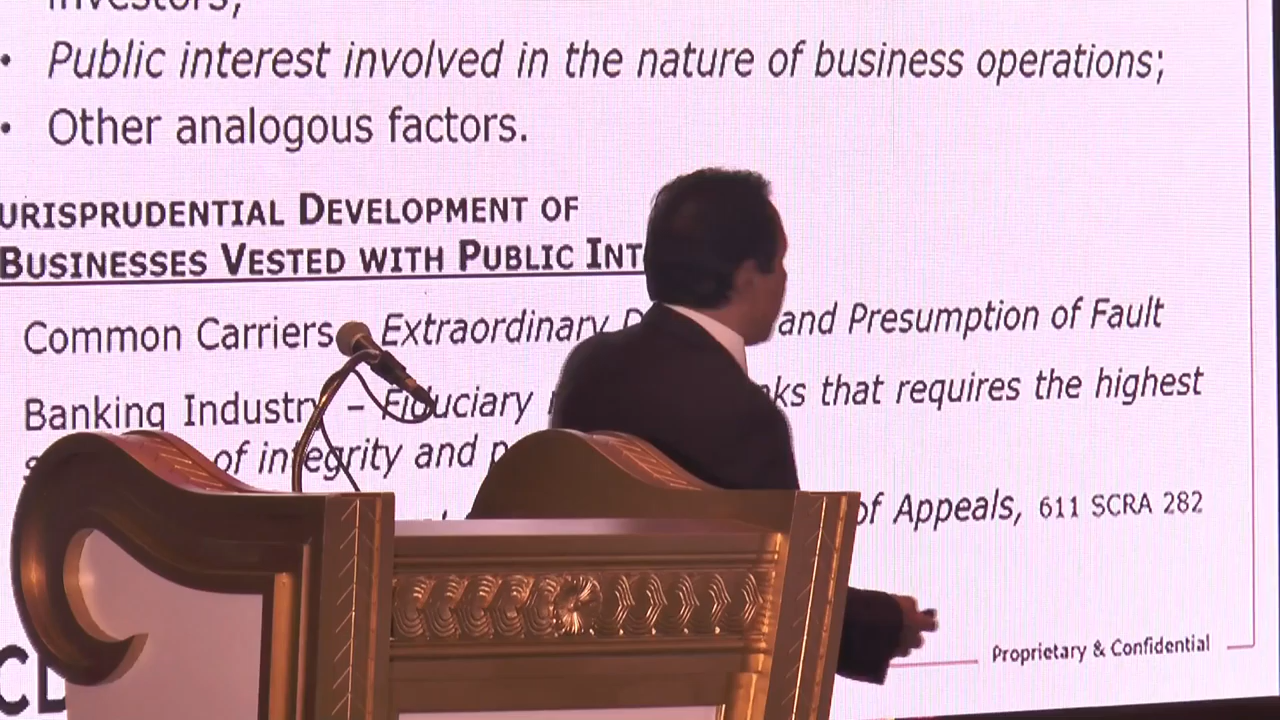 investors;
• Public interest involved in the nature of business operations;
• Other analogous factors.
URISPRUDENTIAL DEVELOPMENT OF
BUSINESSES VESTED WITH PUBLIC INT
Common Carriers Extraordinary and Presumption of Fault
Banking Industry – Fiduciary that requires the highest
of integrity and
of Appeals, 611 SCRA 282
Proprietary & Confidential